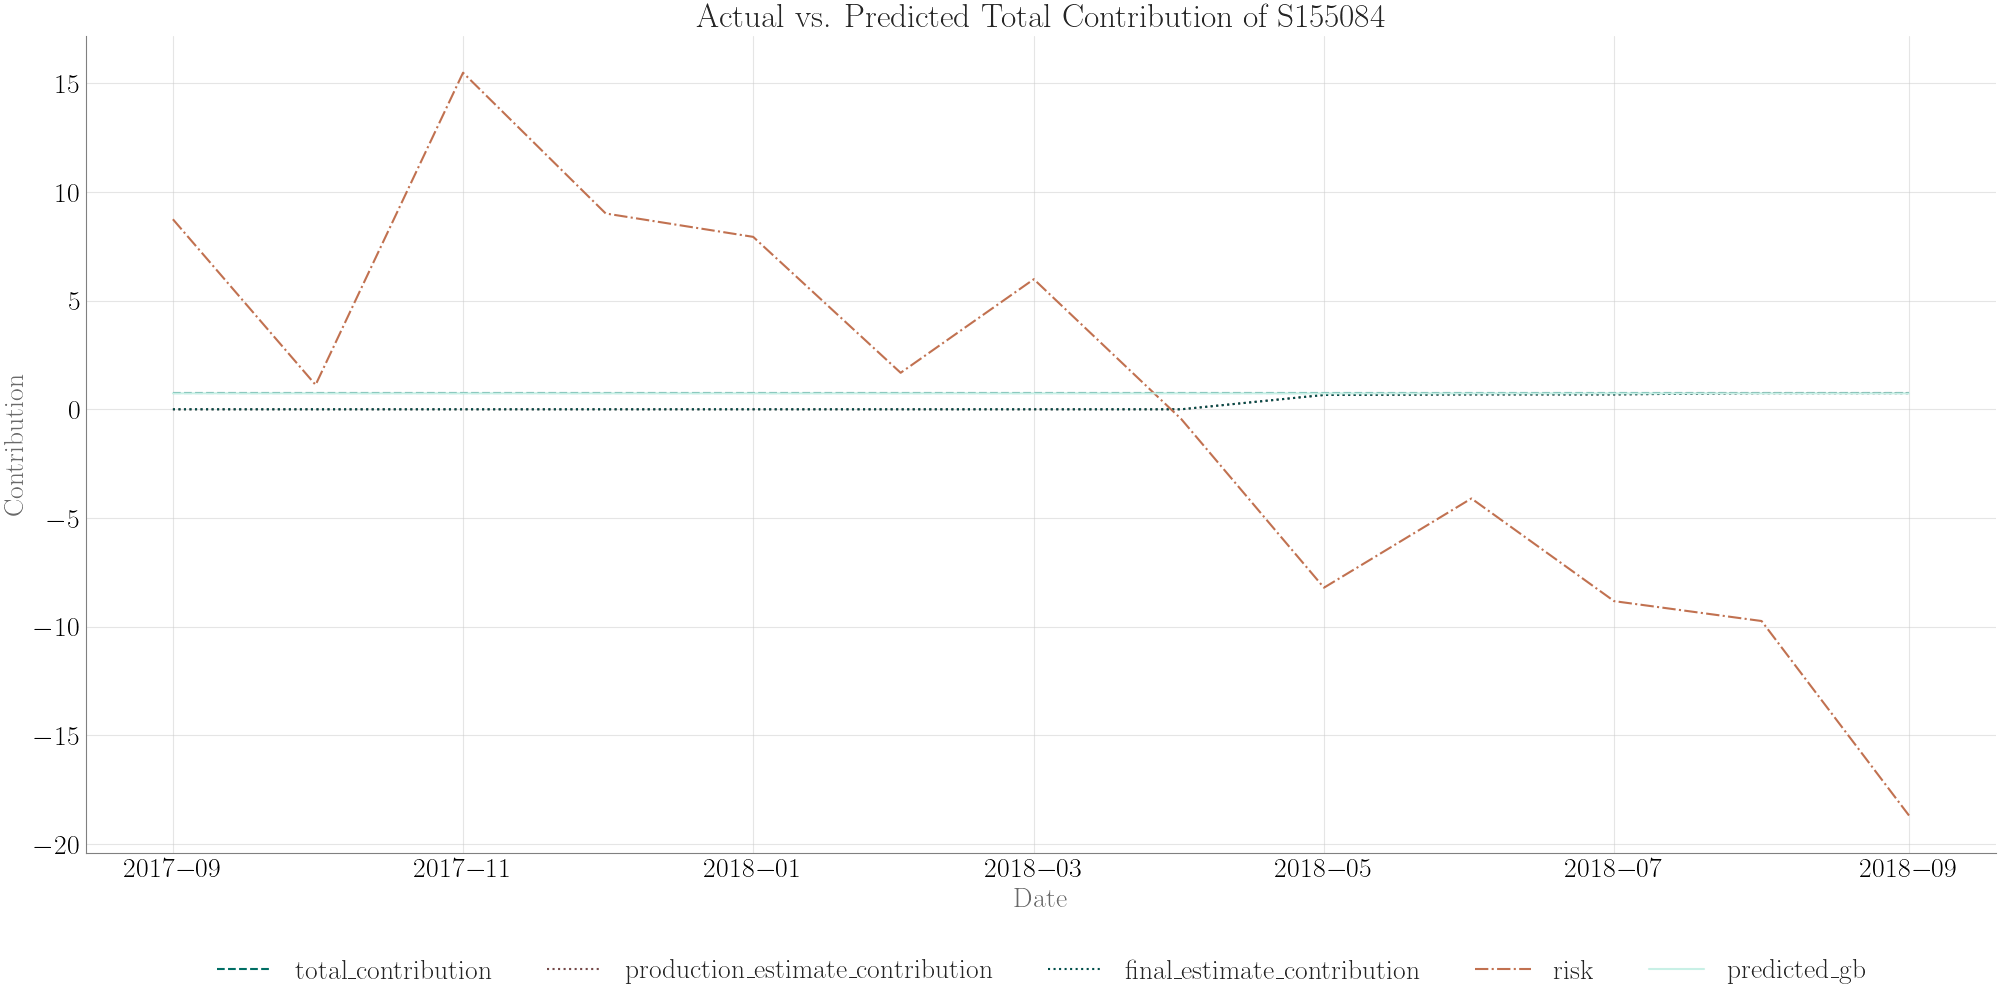 Actual vs. Predicted Total Contribution of S155084
15
10
5
0
−5
−10
−15
−20
Contribution
2017−09 2017−11 2018−01 2018−03 2018−05 2018−07 2018−09
Date
total_contribution production_estimate_contribution final_estimate_contribution risk predicted_gb